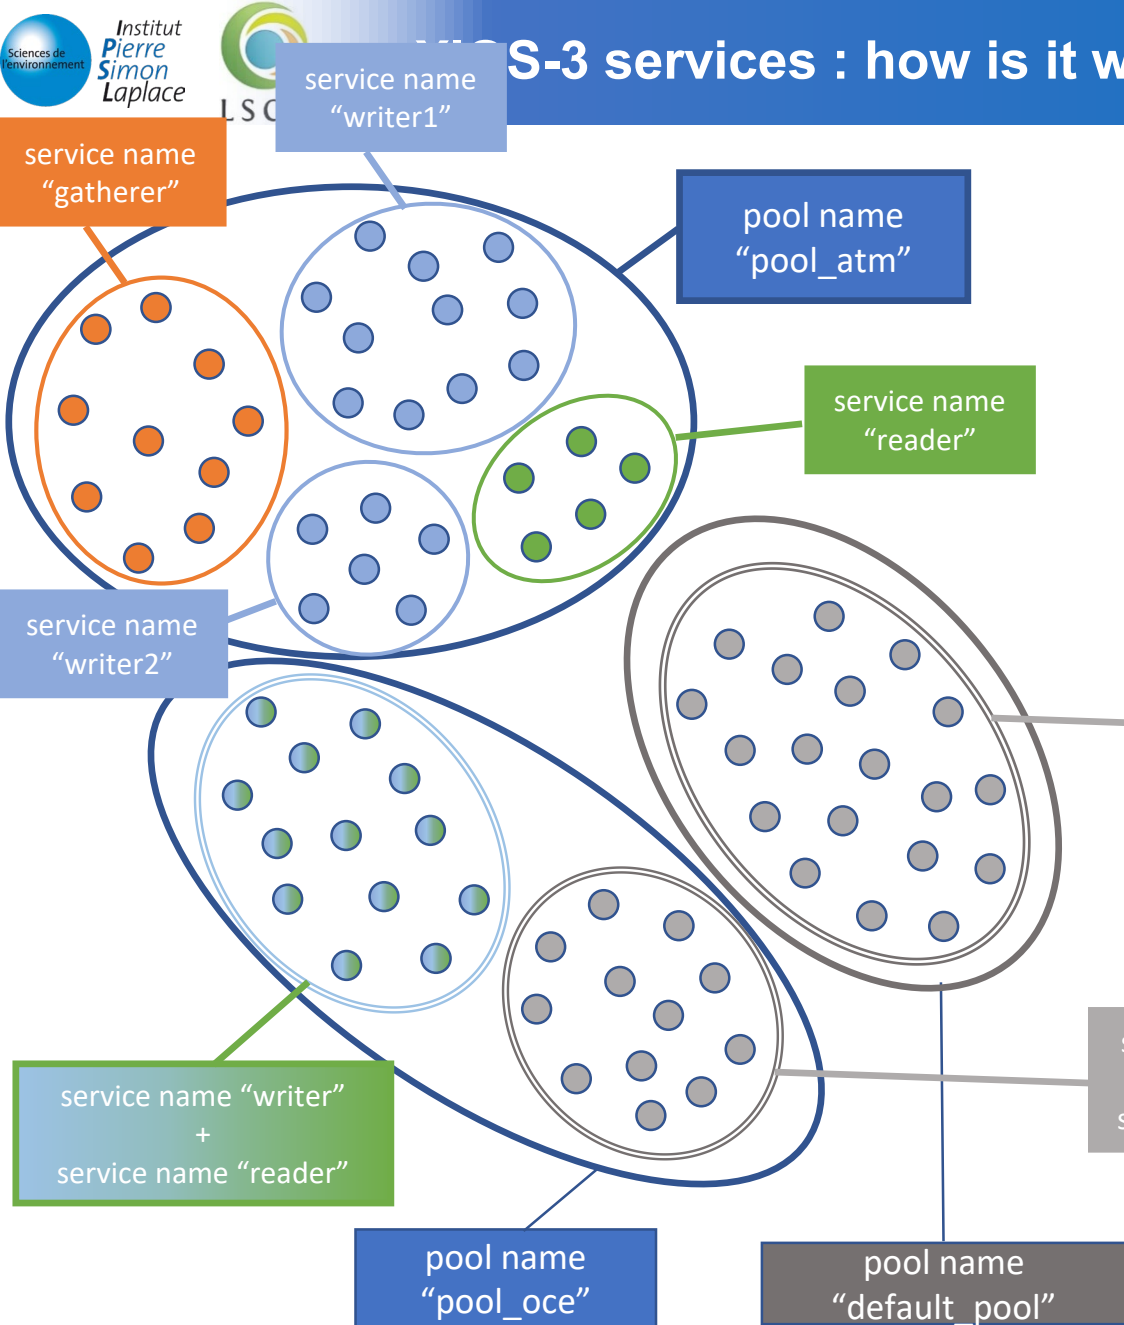 Sciences de
l'environnement
Institut
Pierre
Simon
Laplace
S-3 services : how is it
service name
"writer1"
service name
"gatherer"
pool name
"pool_atm"
service name
"reader"
service name
"writer2"
service name "writer"
+
service name "reader"
pool name
"pool_oce"
pool name
"default_pool"